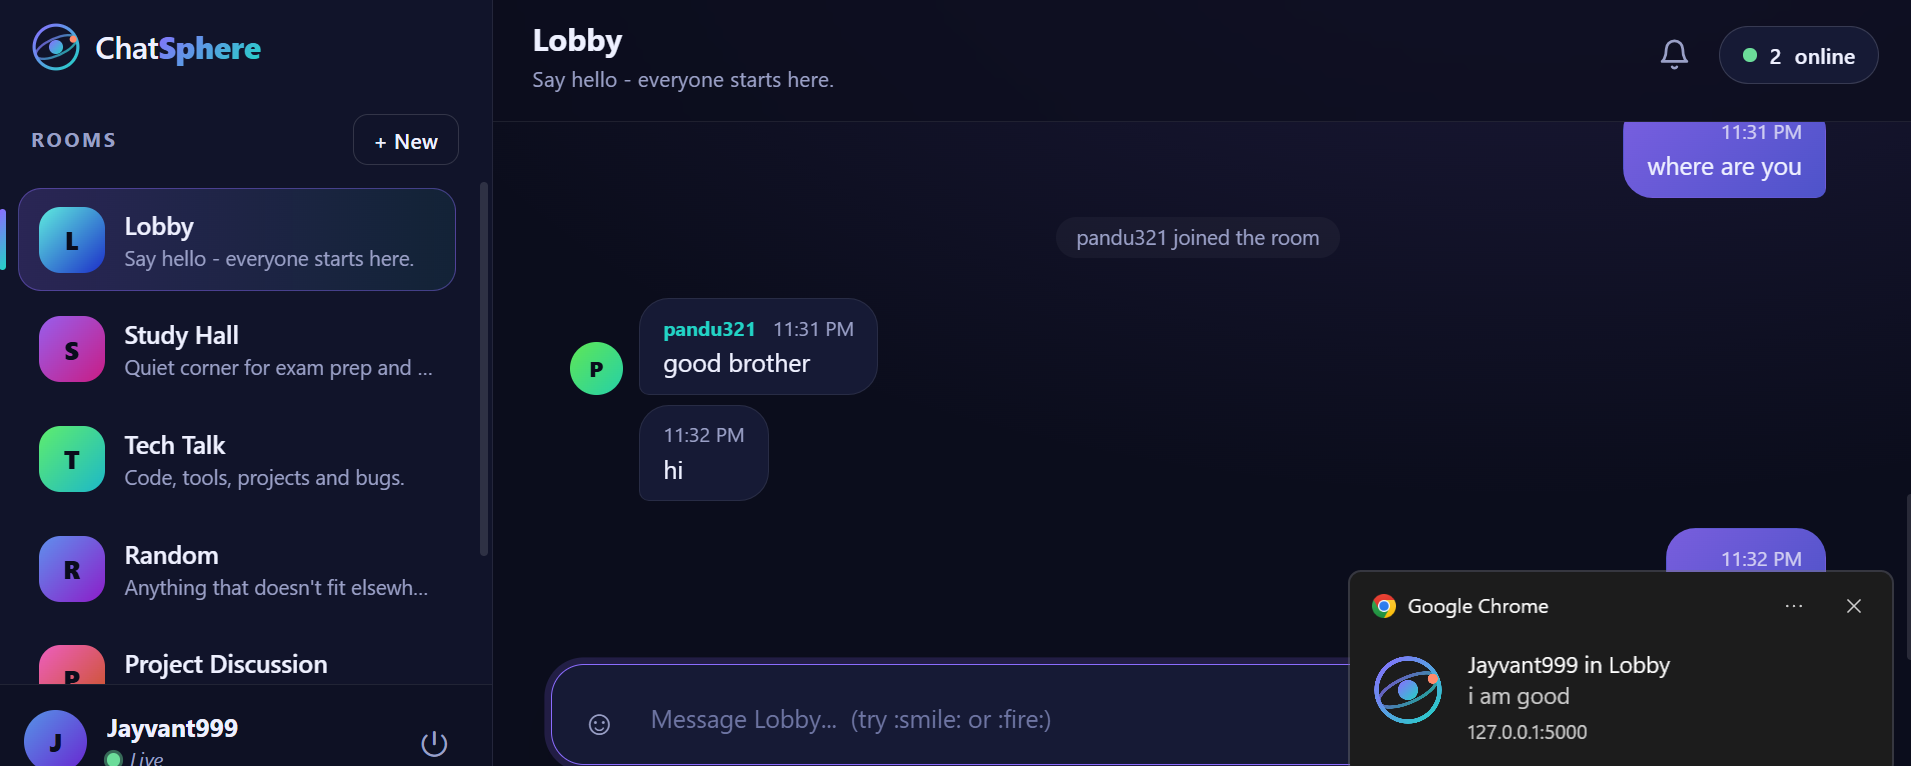 ChatSphere
ROOMS
+ New
L
Lobby
Say hello - everyone starts here.
S
Study Hall
Quiet corner for exam prep and ...
T
Tech Talk
Code, tools, projects and bugs.
R
Random
Anything that doesn't fit elsewh...
P
Project Discussion
J
Jayvant999
Live
Lobby
Say hello - everyone starts here.
2 online
11:31 PM
where are you
pandu321 joined the room
P
pandu321 11:31 PM
good brother
11:32 PM
hi
11:32 PM
Message Lobby... (try :smile: or :fire:)
Google Chrome
Jayvant999 in Lobby
i am good
127.0.0.1:5000